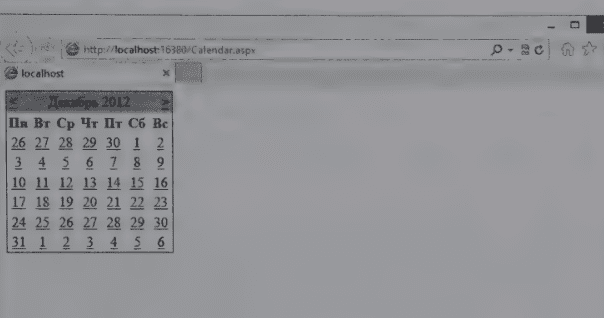 http://localhost:16380/Calendar.aspx
localhost
< Декабрь 2012 >
Пн Вт Ср Чт Пт Сб Вс
26 27 28 29 30 1 2
3 4 5 6 7 8 9
10 11 12 13 14 15 16
17 18 19 20 21 22 23
24 25 26 27 28 29 30
31 1 2 3 4 5 6